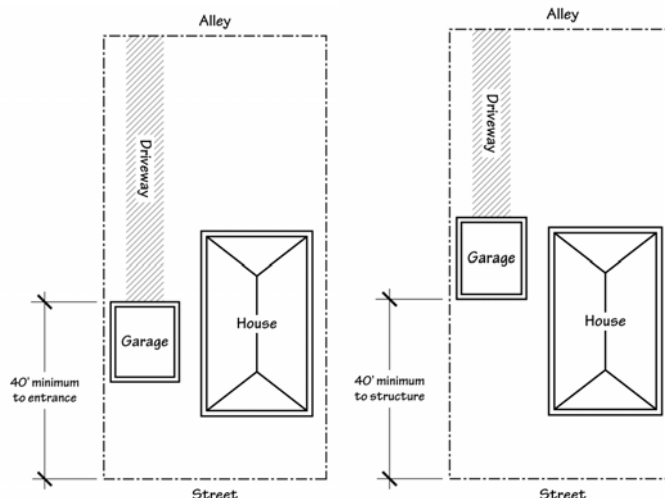 Alley
Driveway
Garage
House
40' minimum
to entrance
Street
Alley
Driveway
Garage
House
40' minimum
to structure
Street